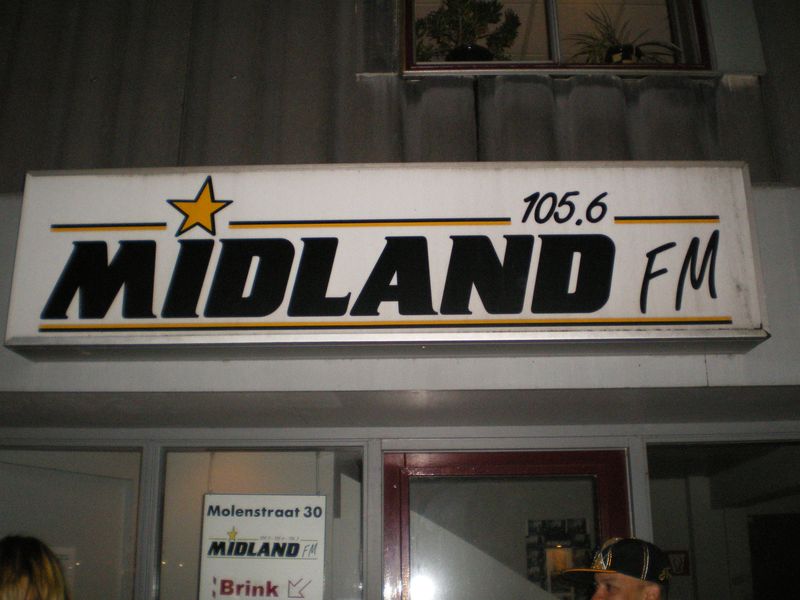 105.6
MIDLAND FM
Molenstraat 30
MIDLAND FM
Brink